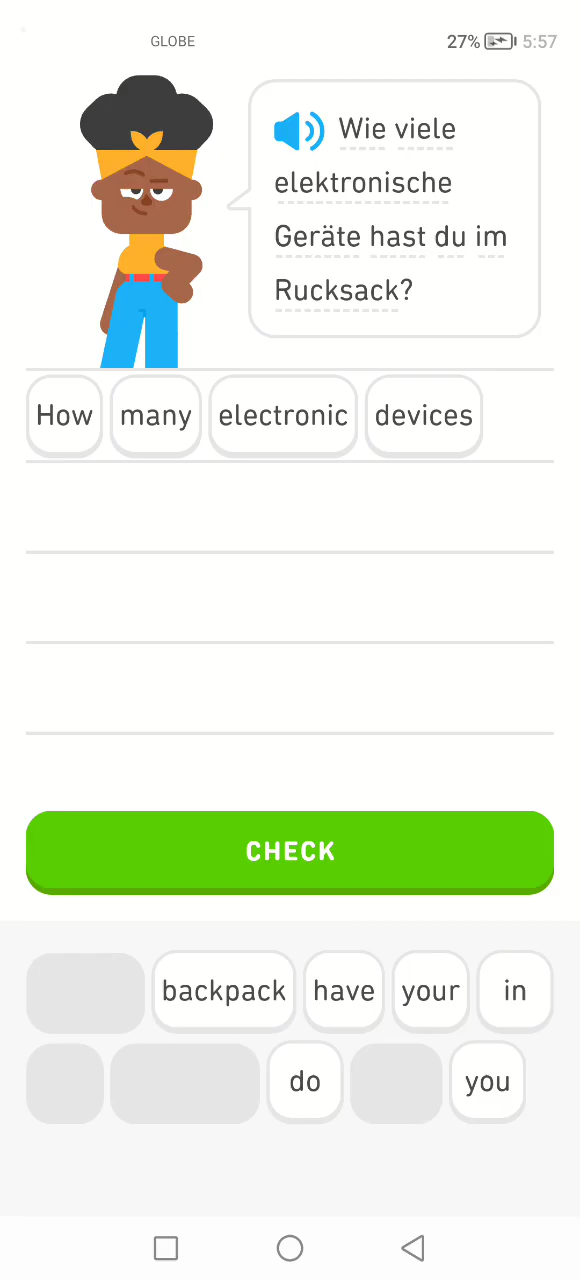 GLOBE 27% 5:57
Wie viele
elektronische
Geräte hast du im
Rucksack?
How many electronic devices
CHECK
backpack have your in
do you